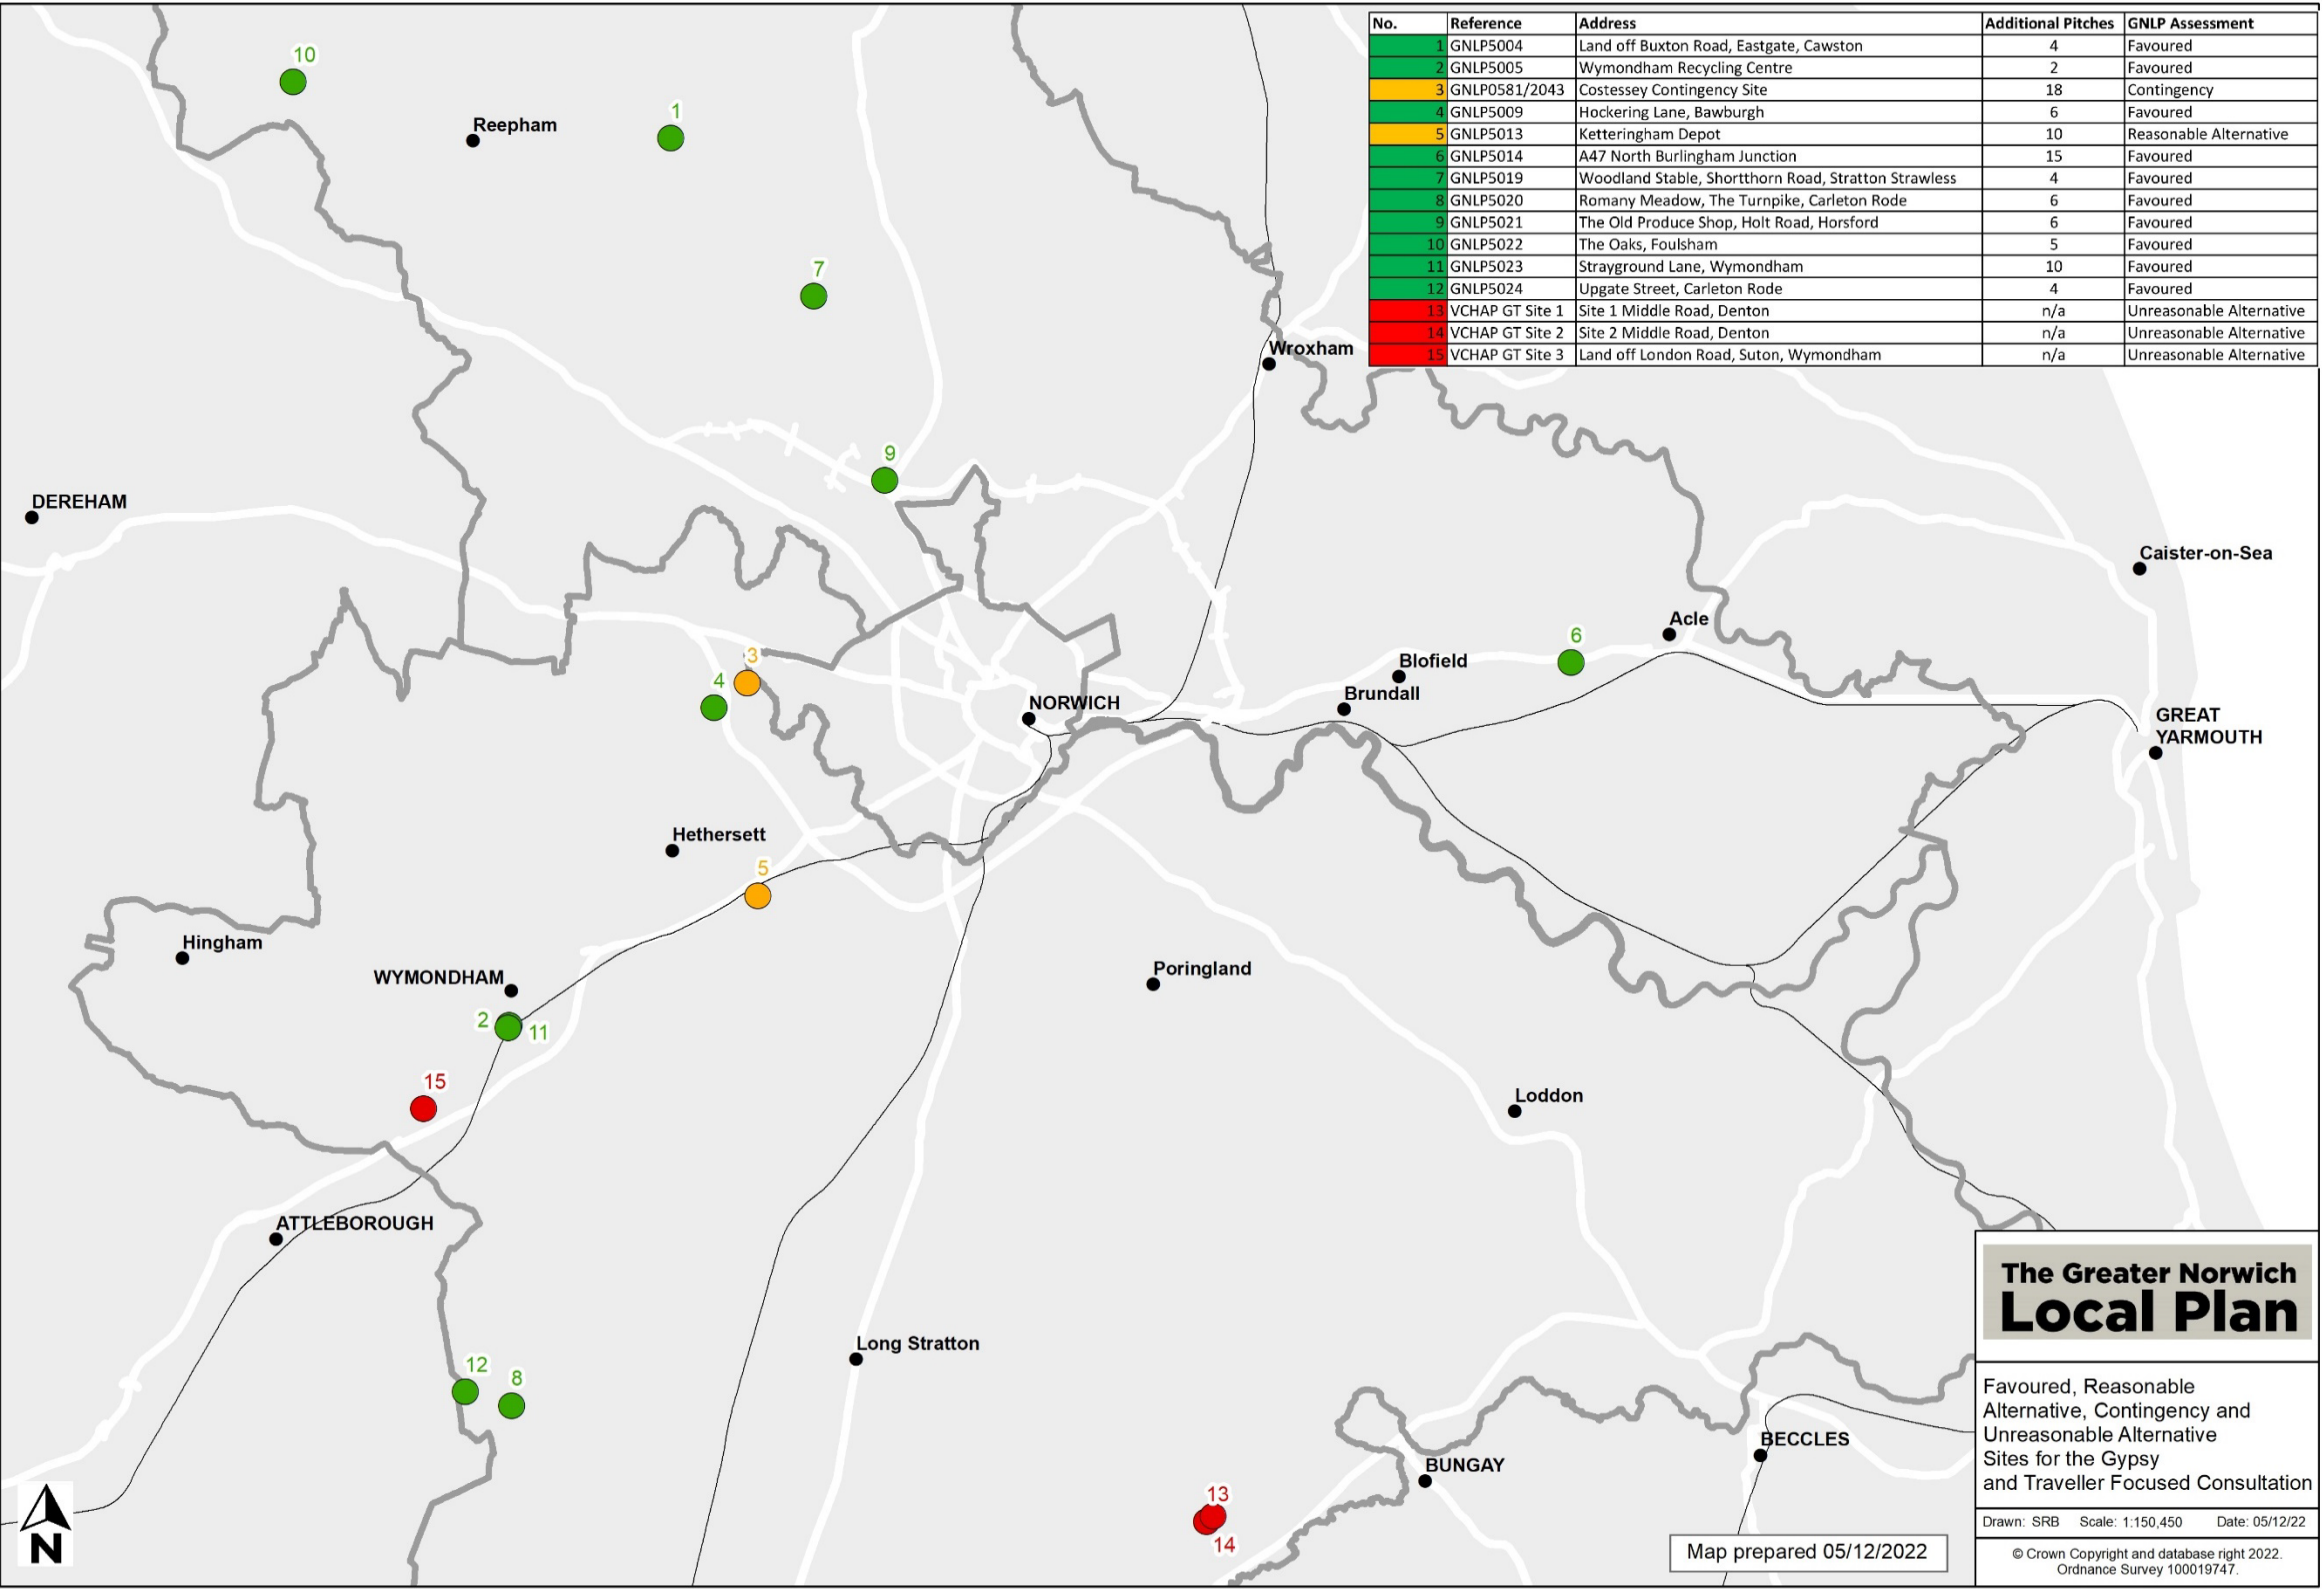 No. Reference Address Additional Pitches GNLP Assessment
1 GNLP5004 Land off Buxton Road, Eastgate, Cawston 4 Favoured
2 GNLP5005 Wymondham Recycling Centre 2 Favoured
3 GNLP0581/2043 Costessey Contingency Site 18 Contingency
4 GNLP5009 Hockering Lane, Bawburgh 6 Favoured
5 GNLP5013 Ketteringham Depot 10 Reasonable Alternative
6 GNLP5014 A47 North Burlingham Junction 15 Favoured
7 GNLP5019 Woodland Stable, Shortthorn Road, Stratton Strawless 4 Favoured
8 GNLP5020 Romany Meadow, The Turnpike, Carleton Rode 6 Favoured
9 GNLP5021 The Old Produce Shop, Holt Road, Horsford 6 Favoured
10 GNLP5022 The Oaks, Foulsham 5 Favoured
11 GNLP5023 Strayground Lane, Wymondham 10 Favoured
12 GNLP5024 Upgate Street, Carleton Rode 4 Favoured
13 VCHAP GT Site 1 Site 1 Middle Road, Denton n/a Unreasonable Alternative
14 VCHAP GT Site 2 Site 2 Middle Road, Denton n/a Unreasonable Alternative
15 VCHAP GT Site 3 Land off London Road, Suton, Wymondham n/a Unreasonable Alternative
10
1
Reepham
7
Wroxham
9
DEREHAM
Caister-on-Sea
Acle
6
3
Blofield
4
Brundall
NORWICH
GREAT
YARMOUTH
Hethersett
5
Hingham
Poringland
WYMONDHAM
2
11
15
Loddon
ATTLEBOROUGH
Long Stratton
12
8
BECCLES
BUNGAY
13
14
N
Map prepared 05/12/2022
The Greater Norwich
Local Plan
Favoured, Reasonable
Alternative, Contingency and
Unreasonable Alternative
Sites for the Gypsy
and Traveller Focused Consultation
Drawn: SRB Scale: 1:150,450 Date: 05/12/22
© Crown Copyright and database right 2022.
Ordnance Survey 100019747.